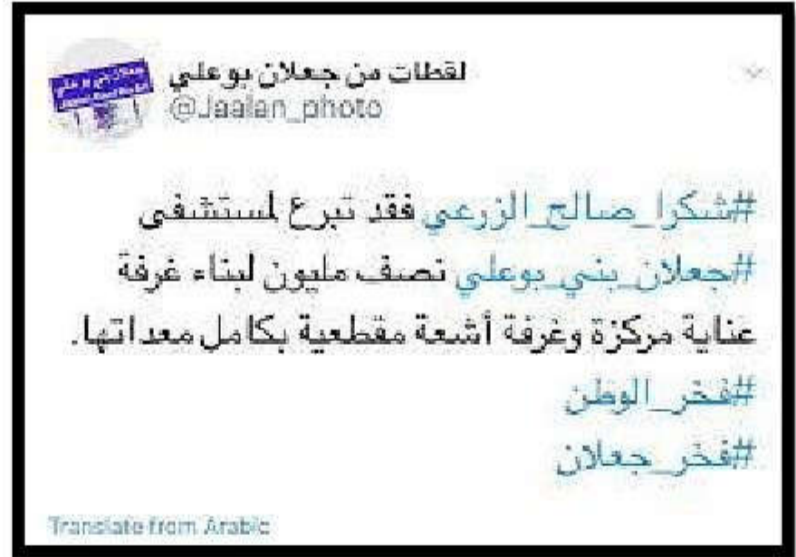 لقطات من جعلان بوعلي
@Jaalan_photo
#شكرا_صالح_الزرعي فقد تبرع لمستشفى
#جعلان_بني_بوعلي نصف مليون لبناء غرفة
عناية مركزة وغرفة أشعة مقطعية بكامل معداتها.
#فخر_الوطن
#فخر_جعلان
Translate from Arabic